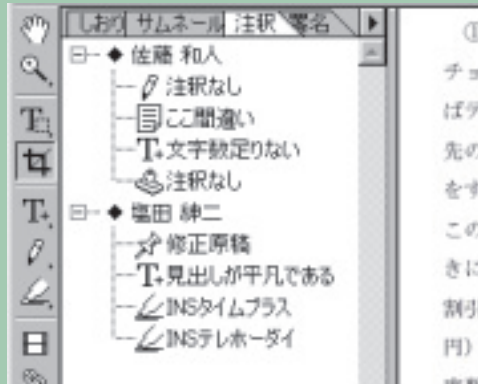 しおり サムネール 注釈 署名
佐藤 和人
注釈なし
ここ間違い
文字数足りない
注釈なし
塩田 紳二
修正原稿
見出しが平凡である
INSタイムプラス
INSテレホーダイ
①
チョ
ばデ
先の
をす
この
きに
割引
円)